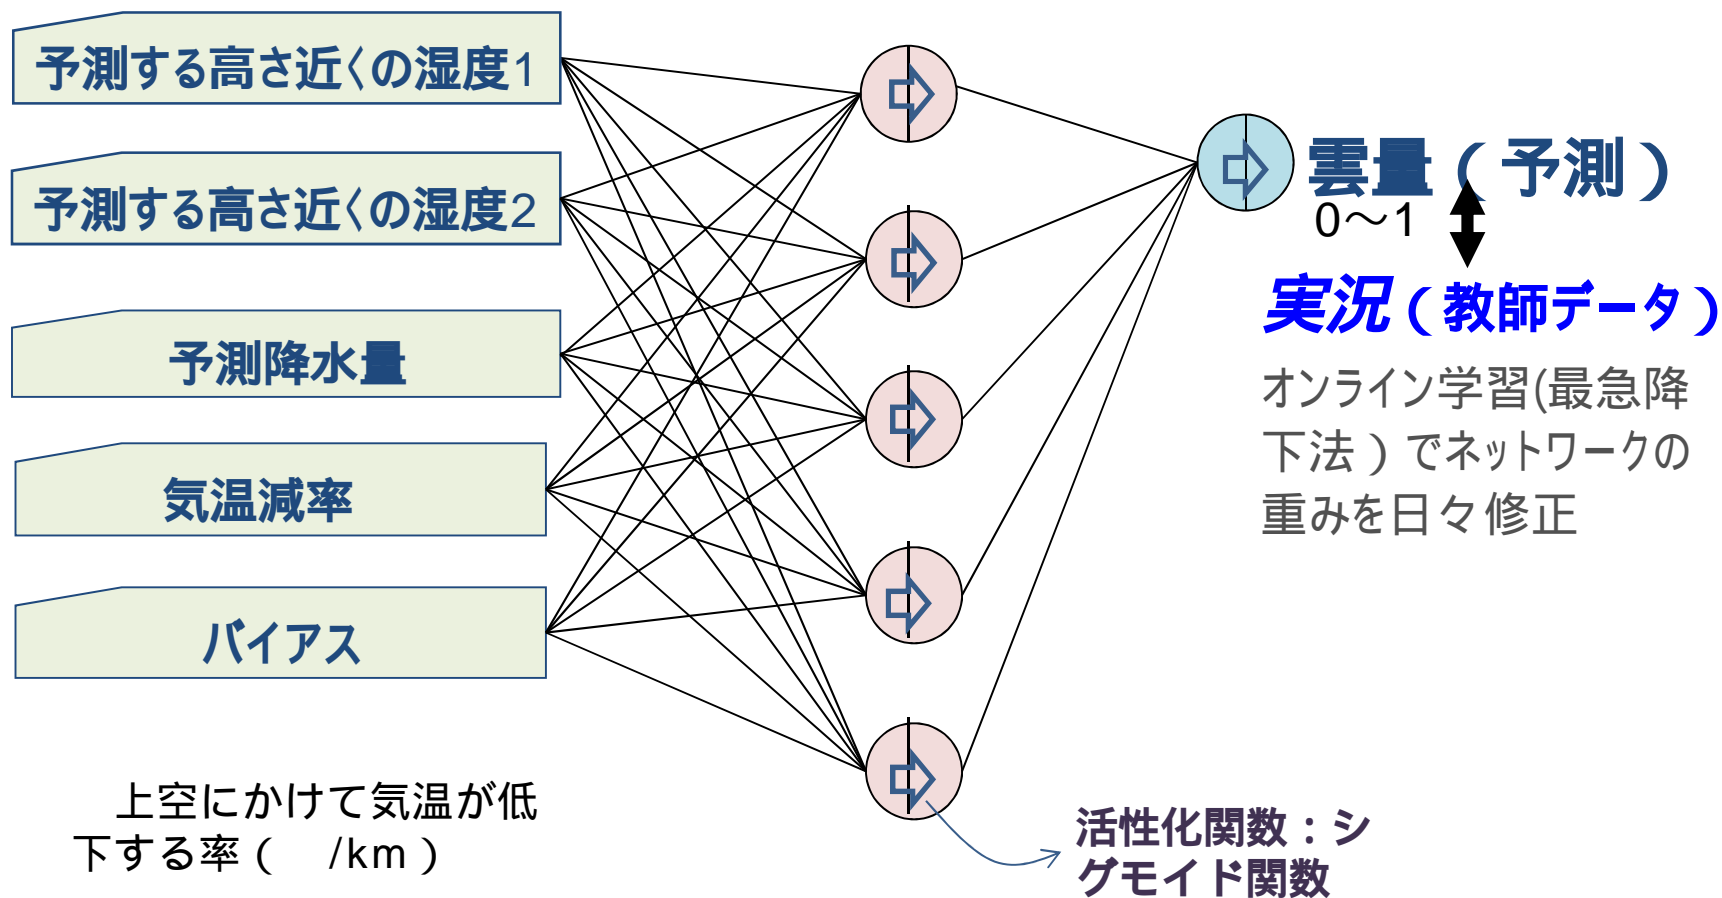 予測する高さ近くの湿度1
予測する高さ近くの湿度2
予測降水量
気温減率
バイアス
上空にかけて気温が低
下する率(　/km)
雲量(予測)
0～1
実況(教師データ)
オンライン学習(最急降
下法)でネットワークの
重みを日々修正
活性化関数：シ
グモイド関数